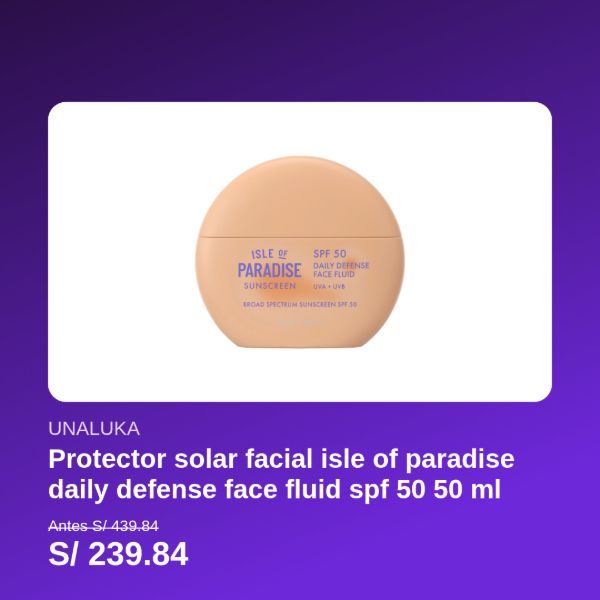 ISLE OF
PARADISE
SUNSCREEN
SPF 50
DAILY DEFENSE
FACE FLUID
UVA + UVB
BROAD SPECTRUM SUNSCREEN SPF 50
UNALUKA
Protector solar facial isle of paradise
daily defense face fluid spf 50 50 ml
Antes S/ 439.84
S/ 239.84